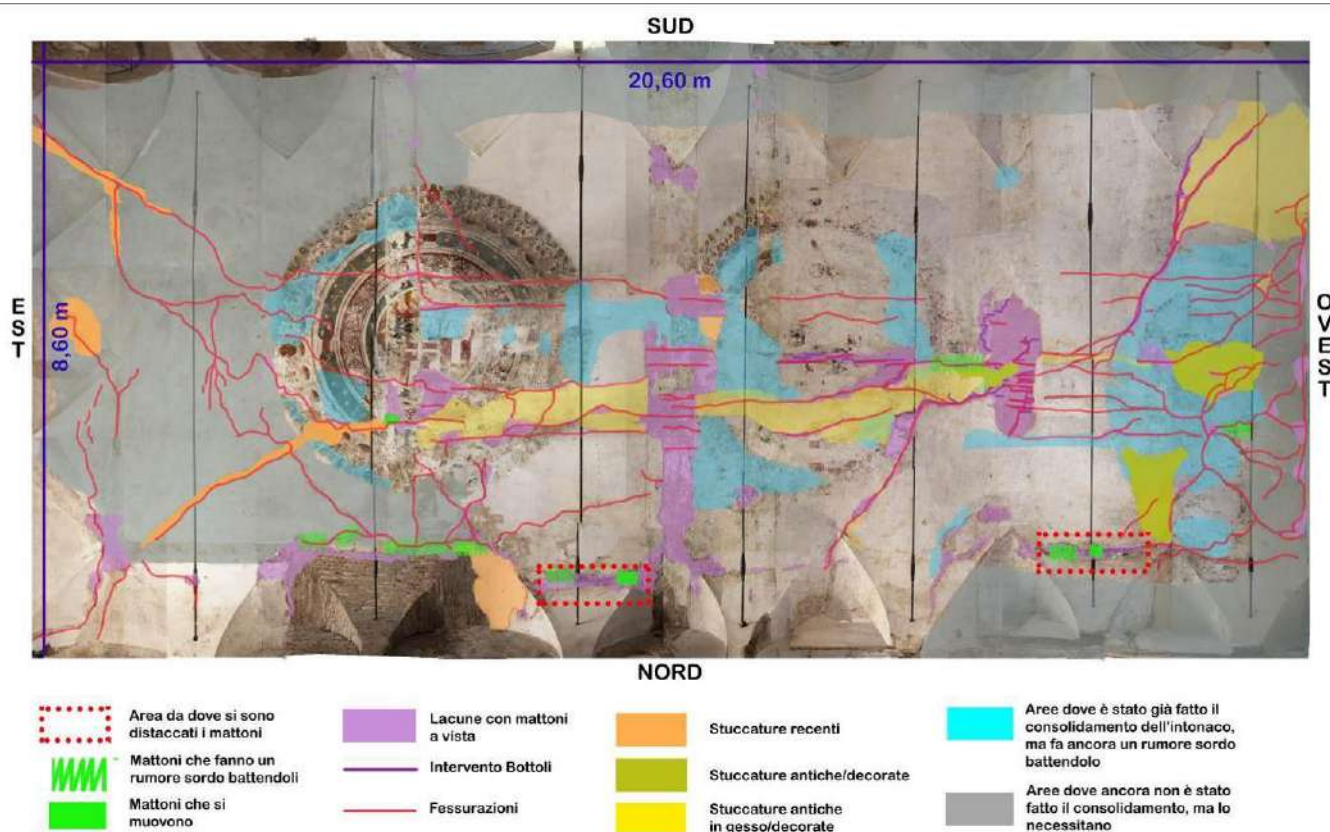 SUD
20,60 m
EST
8,60 m
OVEST
NORD
Area da dove si sono
distaccati i mattoni
Mattoni che fanno un
rumore sordo battendoli
Mattoni che si
muovono
Lacune con mattoni
a vista
Intervento Bottoli
Fessurazioni
Stuccature recenti
Stuccature antiche/decorate
Stuccature antiche
in gesso/decorate
Aree dove è stato già fatto il
consolidamento dell'intonaco,
ma fa ancora un rumore sordo
battendolo
Aree dove ancora non è stato
fatto il consolidamento, ma lo
necessitano